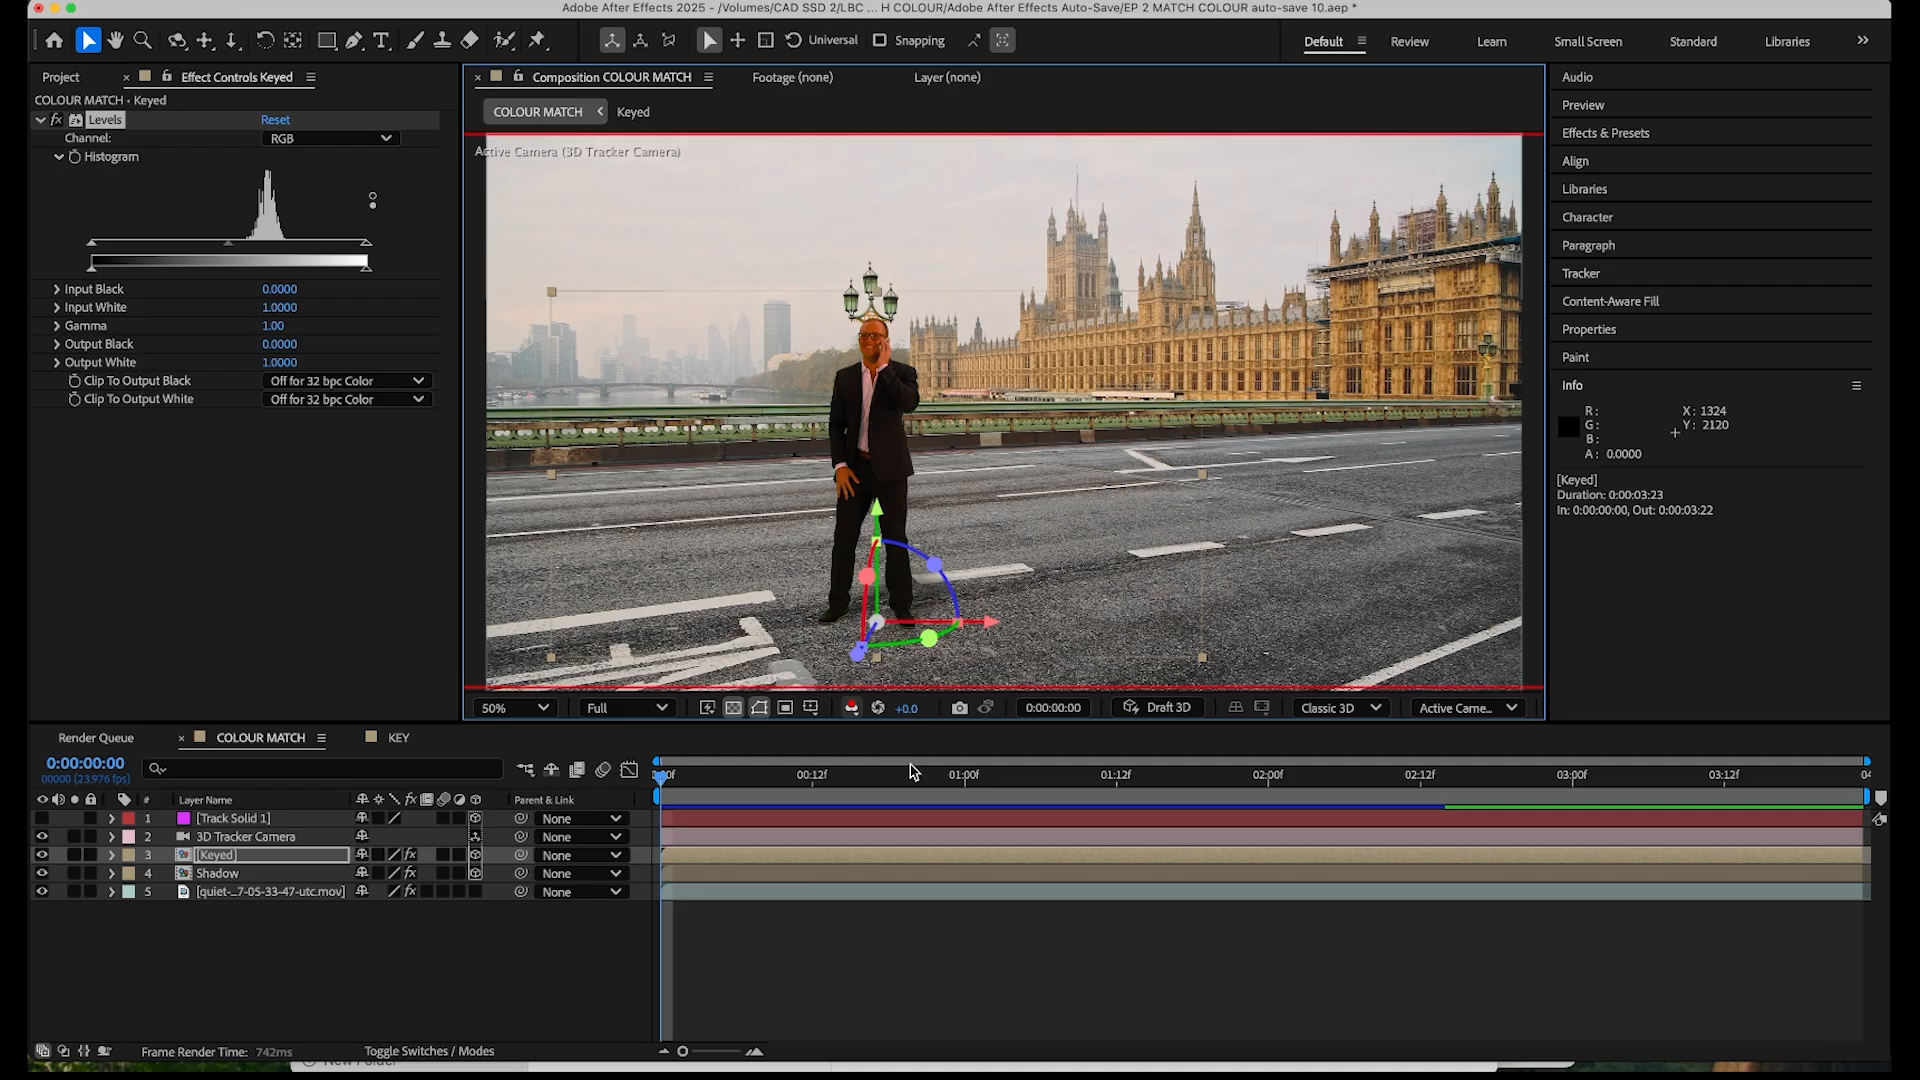 Adobe After Effects 2025 - /Volumes/CAD SSD 2/LBC ... H COLOUR/Adobe After Effects Auto-Save/EP 2 MATCH COLOUR auto-save 10.aep *
Universal
Snapping
Default
Review
Learn
Small Screen
Standard
Libraries
Project
Effect Controls Keyed
COLOUR MATCH • Keyed
fx Levels Reset
Channel: RGB
Histogram
Input Black 0.0000
Input White 1.0000
Gamma 1.00
Output Black 0.0000
Output White 1.0000
Clip To Output Black Off for 32 bpc Color
Clip To Output White Off for 32 bpc Color
Composition COLOUR MATCH
Footage (none)
Layer (none)
COLOUR MATCH Keyed
Active Camera (3D Tracker Camera)
50% Full +0.0 0:00:00:00 Draft 3D Classic 3D Active Came...
Audio
Preview
Effects & Presets
Align
Libraries
Character
Paragraph
Tracker
Content-Aware Fill
Properties
Paint
Info
R: X: 1324
G: Y: 2120
B:
A: 0.0000
[Keyed]
Duration: 0:00:03:23
In: 0:00:00:00, Out: 0:00:03:22
Render Queue COLOUR MATCH KEY
0:00:00:00
00000 (23.976 fps)
00:12f 01:00f 01:12f 02:00f 02:12f 03:00f 03:12f 04
# Layer Name fx Parent & Link
1 [Track Solid 1] None
2 3D Tracker Camera None
3 [Keyed] fx None
4 Shadow fx None
5 [quiet-..7-05-33-47-utc.mov] fx None
Frame Render Time: 742ms
Toggle Switches / Modes
New Folder